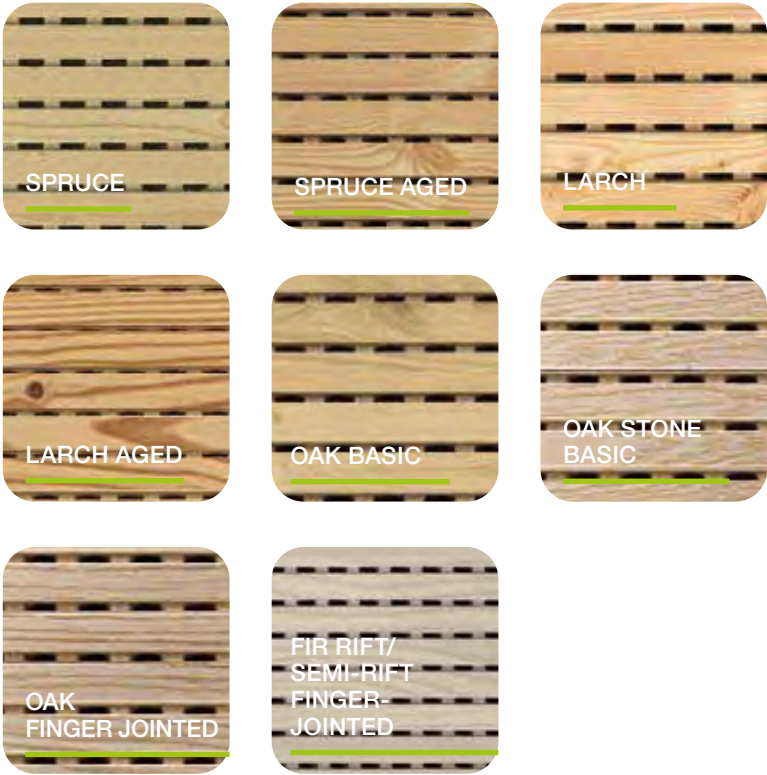 SPRUCE
SPRUCE AGED
LARCH
LARCH AGED
OAK BASIC
OAK STONE
BASIC
OAK
FINGER JOINTED
FIR RIFT/
SEMI-RIFT
FINGER-
JOINTED